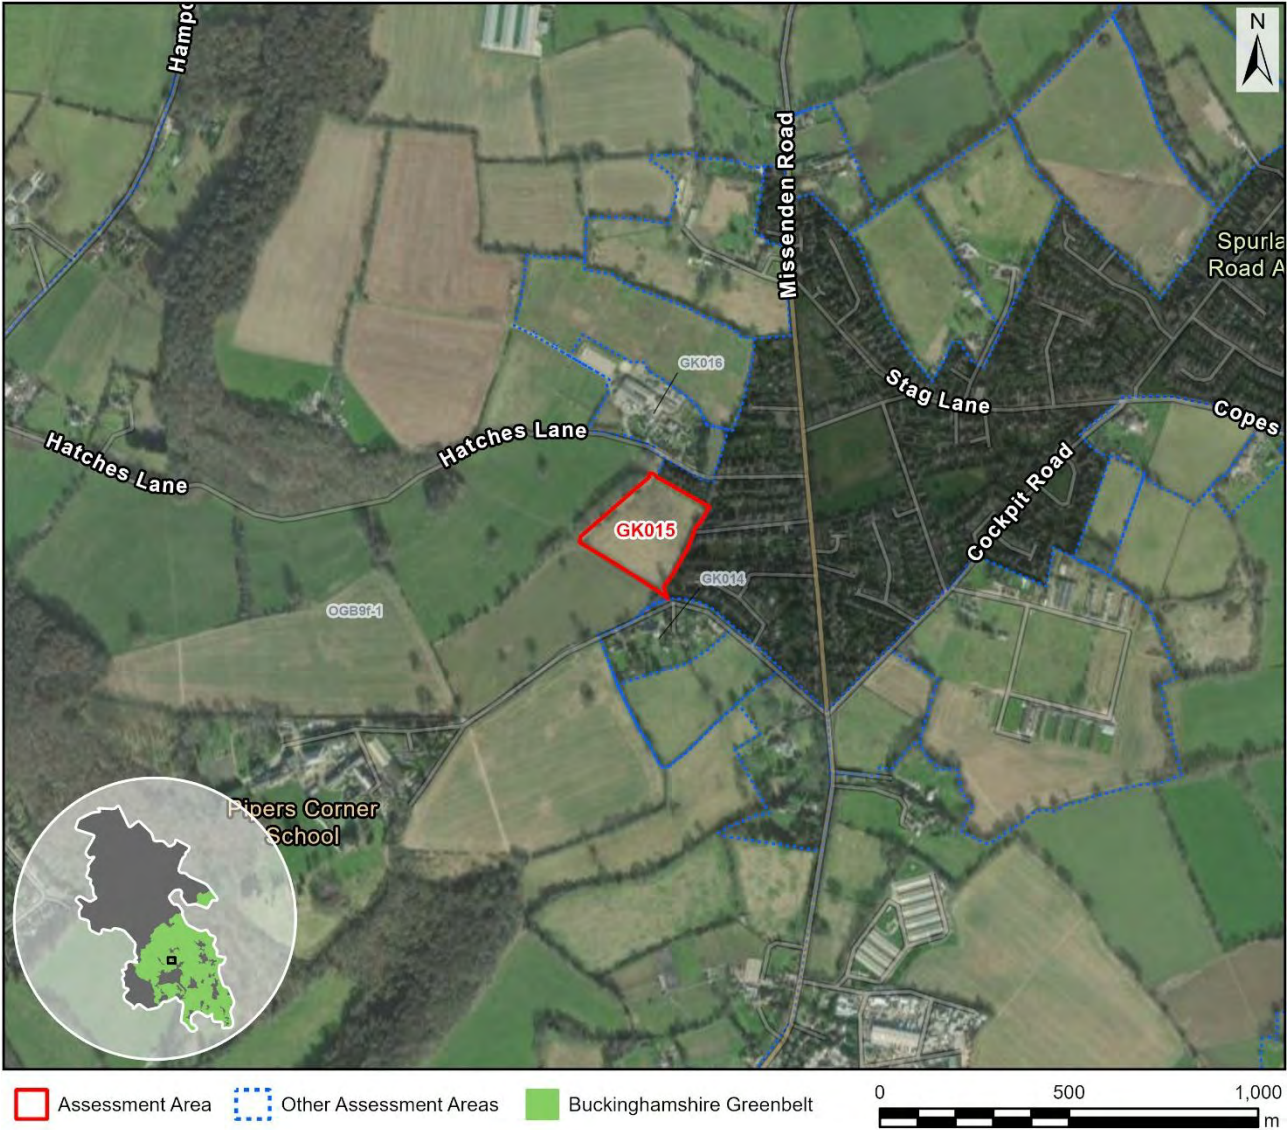 N
Hampd
Missenden Road
Spurla
Road A
GK016
Stag Lane
Copes
Hatches Lane
Hatches Lane
Cockpit Road
GK015
GK014
OGB9f-1
Pipers Corner
School
Assessment Area
Other Assessment Areas
Buckinghamshire Greenbelt
0 500 1,000
m